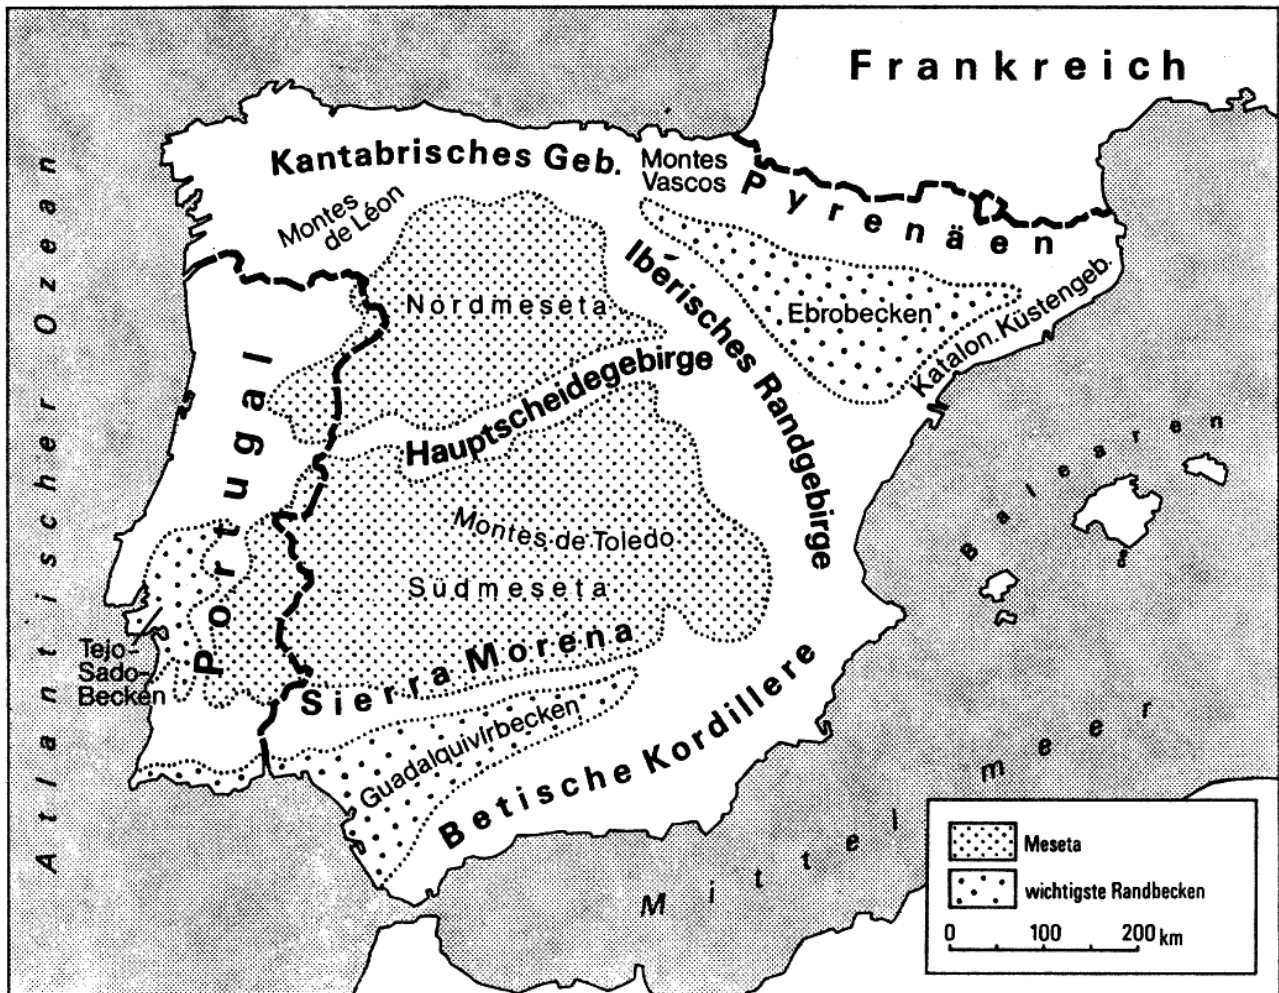 Frankreich
Kantabrisches Geb.
Montes
Vascos
Pyrenäen
Montes
de Léon
Iberisches Randgebirge
Nordmeseta
Ebrobecken
Katalon. Küstengeb.
Hauptscheidegebirge
Portugal
Atlantischer Ozean
Balearen
Montes de Toledo
Südmeseta
Tejo-
Sado-
Becken
Sierra Morena
Guadalquivirbecken
Betische Kordillere
Mittelmeer
Meseta
wichtigste Randbecken
0 100 200 km